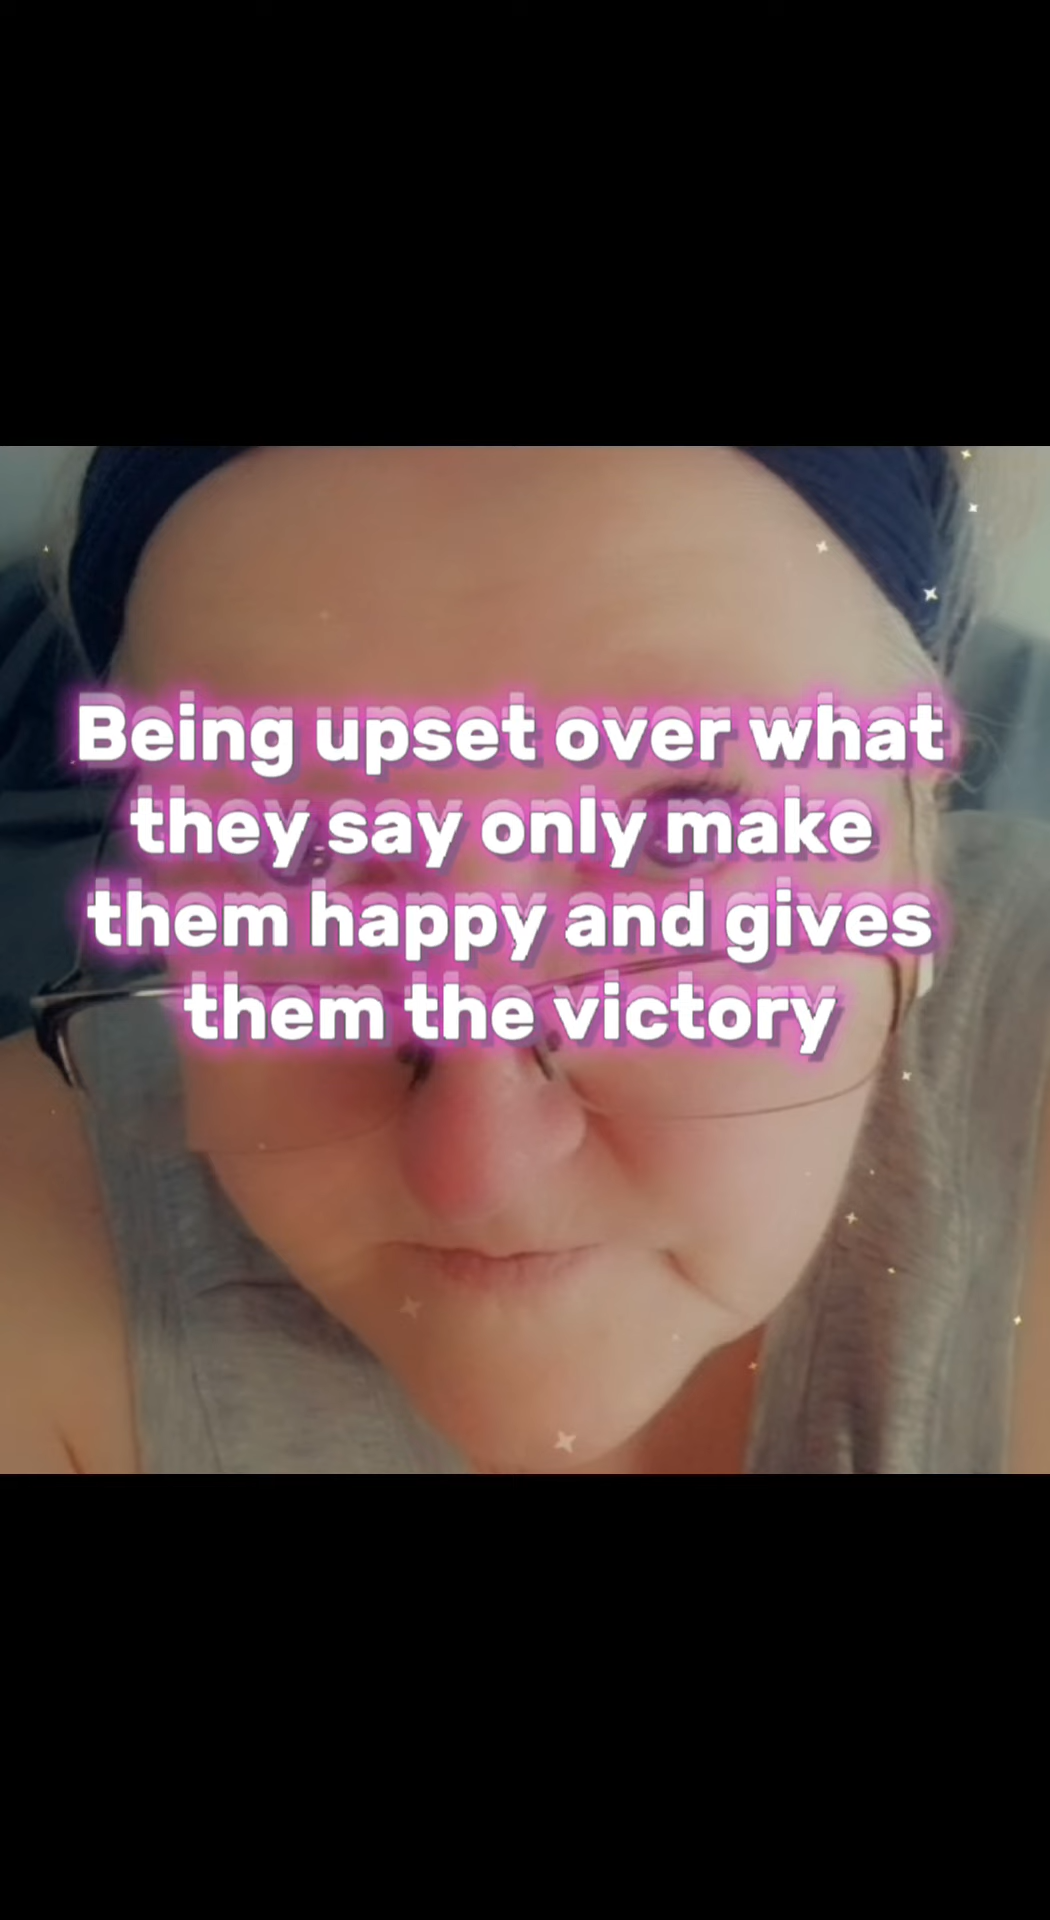 Being upset over what
they say only make
them happy and gives
them the victory